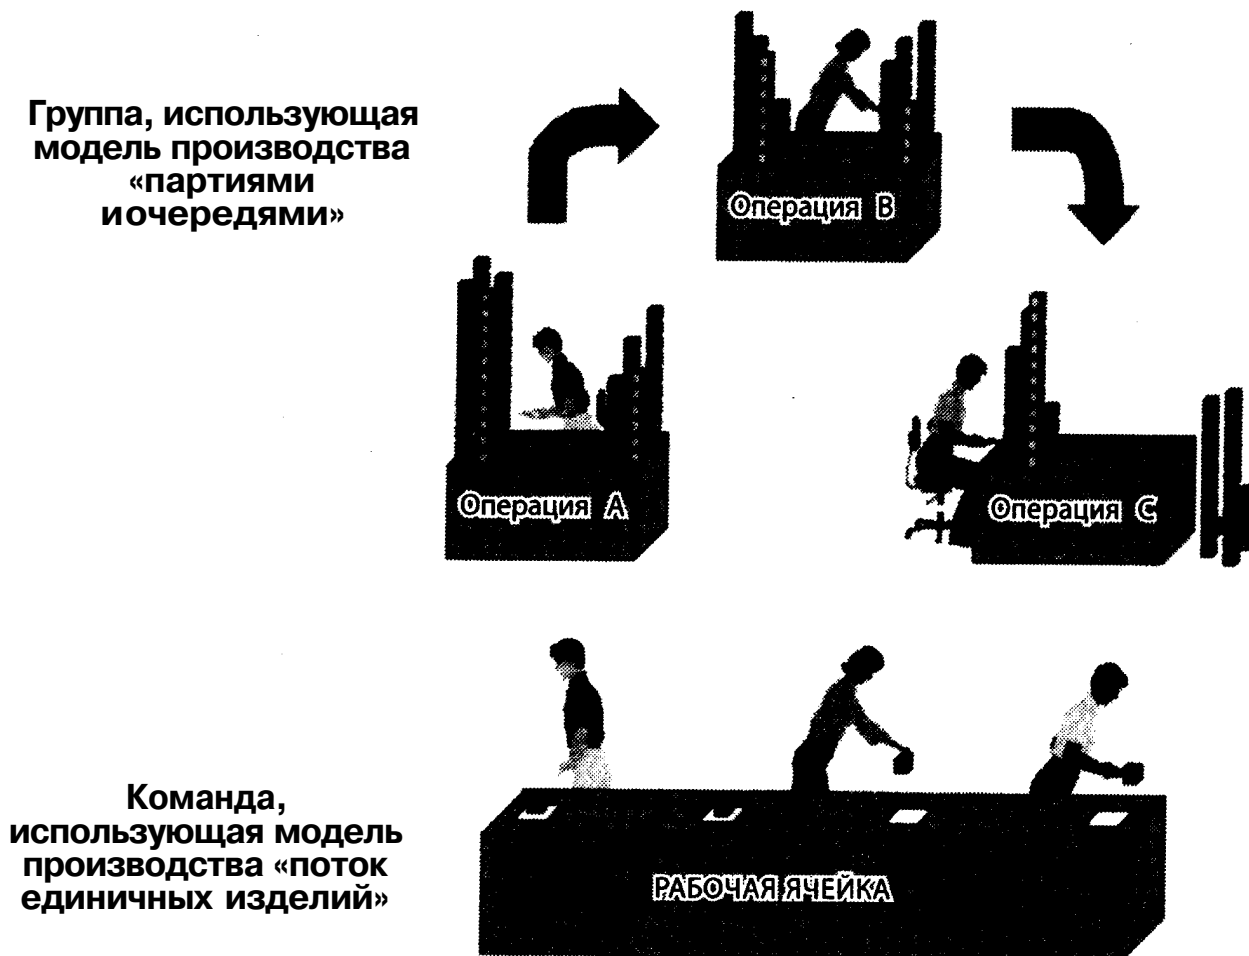 Группа, использующая
модель производства
«партиями
иочередями»
Операция В
Операция А
Операция С
Команда,
использующая модель
производства «поток
единичных изделий»
РАБОЧАЯ ЯЧЕЙКА